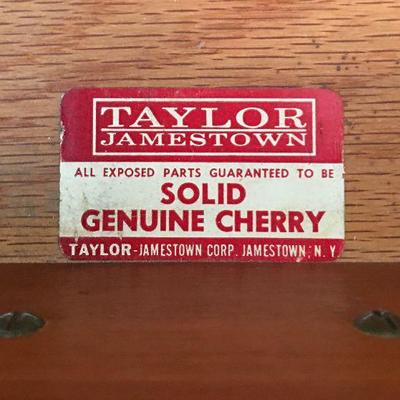 TAYLOR
JAMESTOWN
ALL EXPOSED PARTS GUARANTEED TO BE
SOLID
GENUINE CHERRY
TAYLOR-JAMESTOWN CORP. JAMESTOWN, N. Y